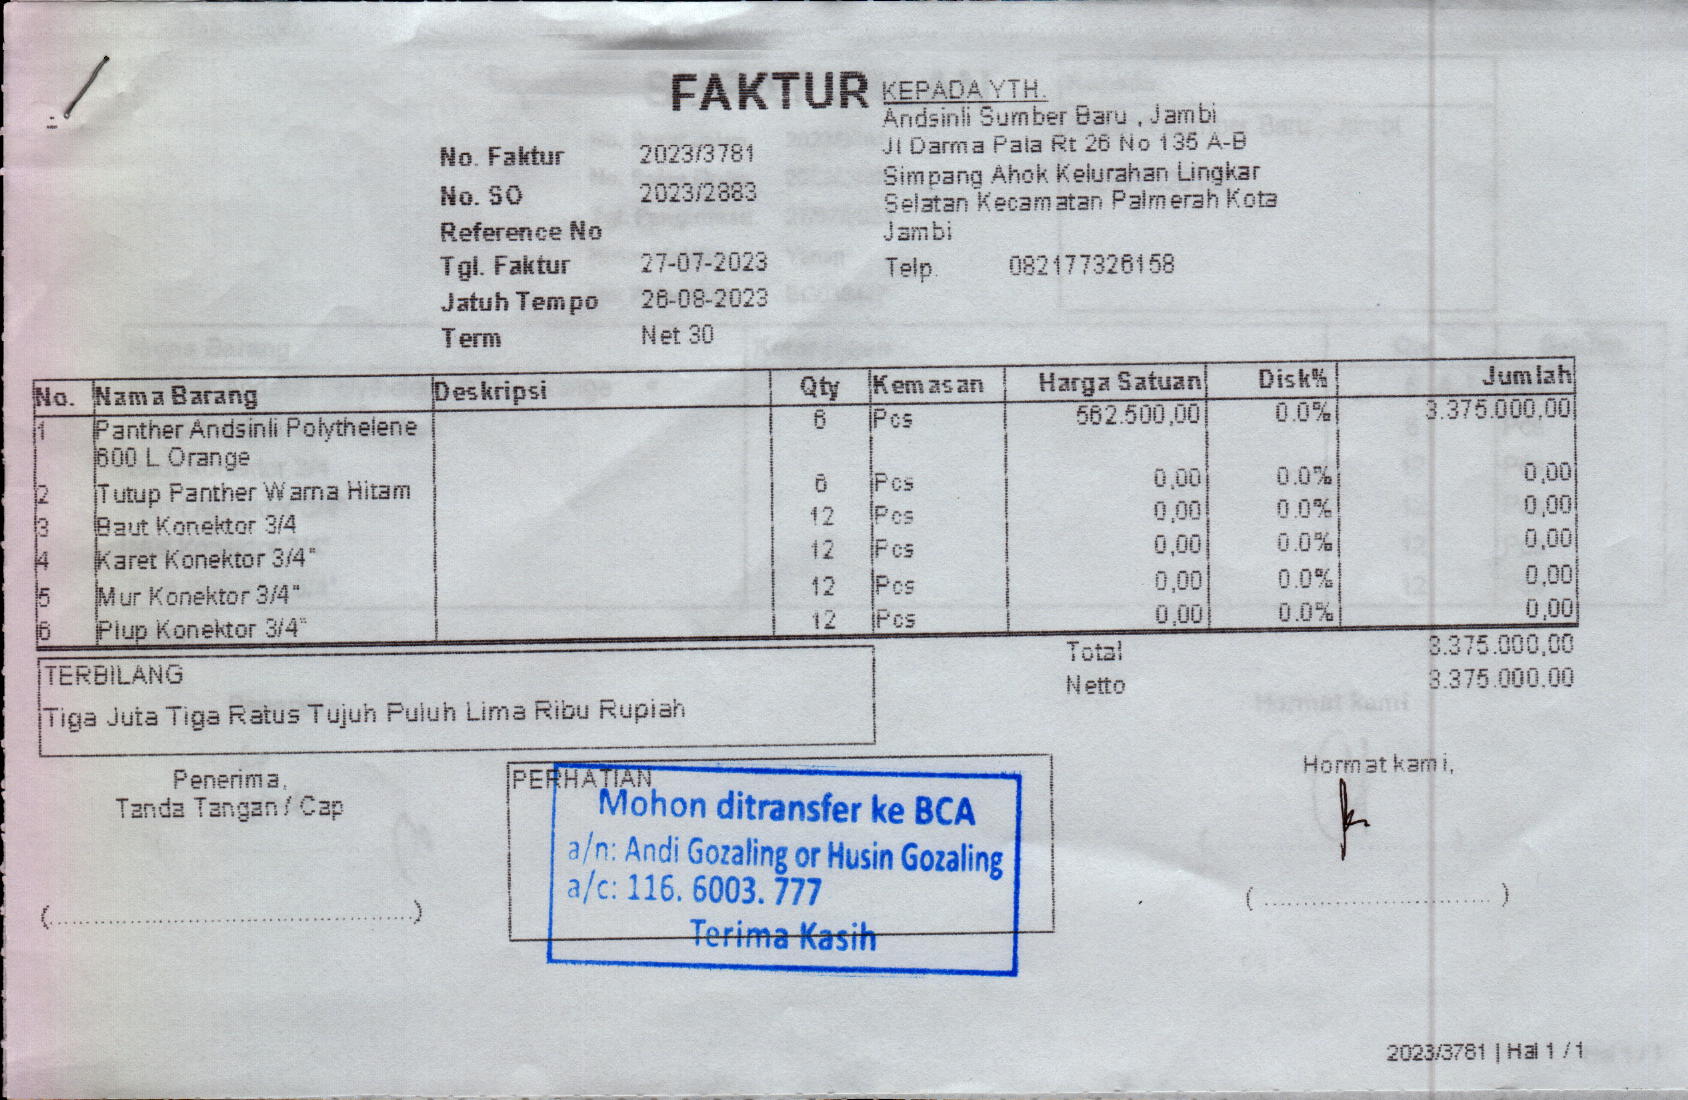 FAKTUR
KEPADA YTH.
Andsinli Sumber Baru , Jambi
Jl Darma Pala Rt 26 No 135 A-B
Simpang Ahok Kelurahan Lingkar
Selatan Kecamatan Palmerah Kota
Jambi
Telp. 082177326158
No. Faktur 2023/3781
No. SO 2023/2883
Reference No
Tgl. Faktur 27-07-2023
Jatuh Tempo 26-08-2023
Term Net 30
No. Nama Barang Deskripsi Qty Kemasan Harga Satuan Disk% Jumlah
1 Panther Andsinli Polythelene 6 Pcs 562.500,00 0.0% 3.375.000,00
600 L Orange
2 Tutup Panther Warna Hitam 6 Pcs 0,00 0.0% 0,00
3 Baut Konektor 3/4 12 Pcs 0,00 0.0% 0,00
4 Karet Konektor 3/4" 12 Pcs 0,00 0.0% 0,00
5 Mur Konektor 3/4" 12 Pcs 0,00 0.0% 0,00
6 Plup Konektor 3/4" 12 Pcs 0,00 0.0% 0,00
Total 3.375.000,00
Netto 3.375.000.00
TERBILANG
Tiga Juta Tiga Ratus Tujuh Puluh Lima Ribu Rupiah
Penerima,
Tanda Tangan / Cap
(....................................................)
PERHATIAN
Mohon ditransfer ke BCA
a/n: Andi Gozaling or Husin Gozaling
a/c: 116. 6003. 777
Terima Kasih
Hormat kami,
( ................................. )
2023/3781 | Hal 1 / 1